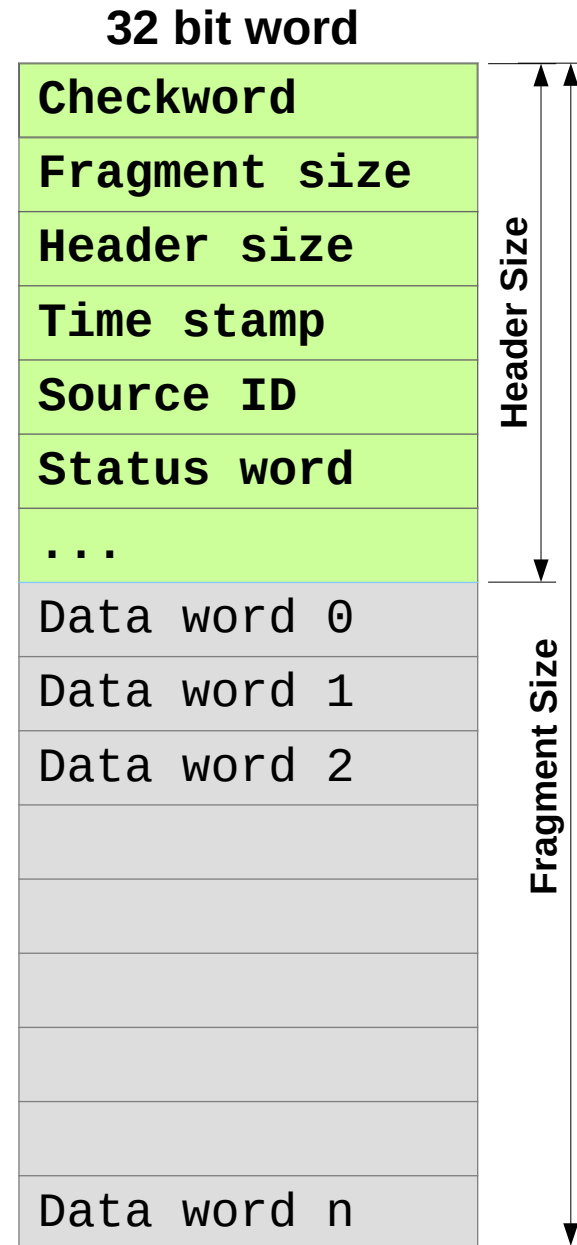 32 bit word
Checkword
Fragment size
Header size
Time stamp
Source ID
Status word
...
Data word 0
Data word 1
Data word 2
Data word n
Header Size
Fragment Size